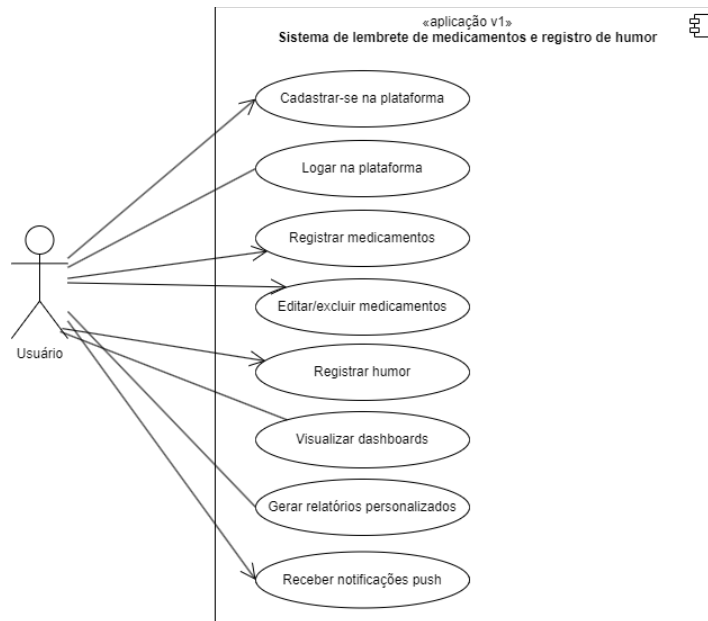 «aplicação v1»
Sistema de lembrete de medicamentos e registro de humor
Cadastrar-se na plataforma
Logar na plataforma
Registrar medicamentos
Editar/excluir medicamentos
Usuário
Registrar humor
Visualizar dashboards
Gerar relatórios personalizados
Receber notificações push